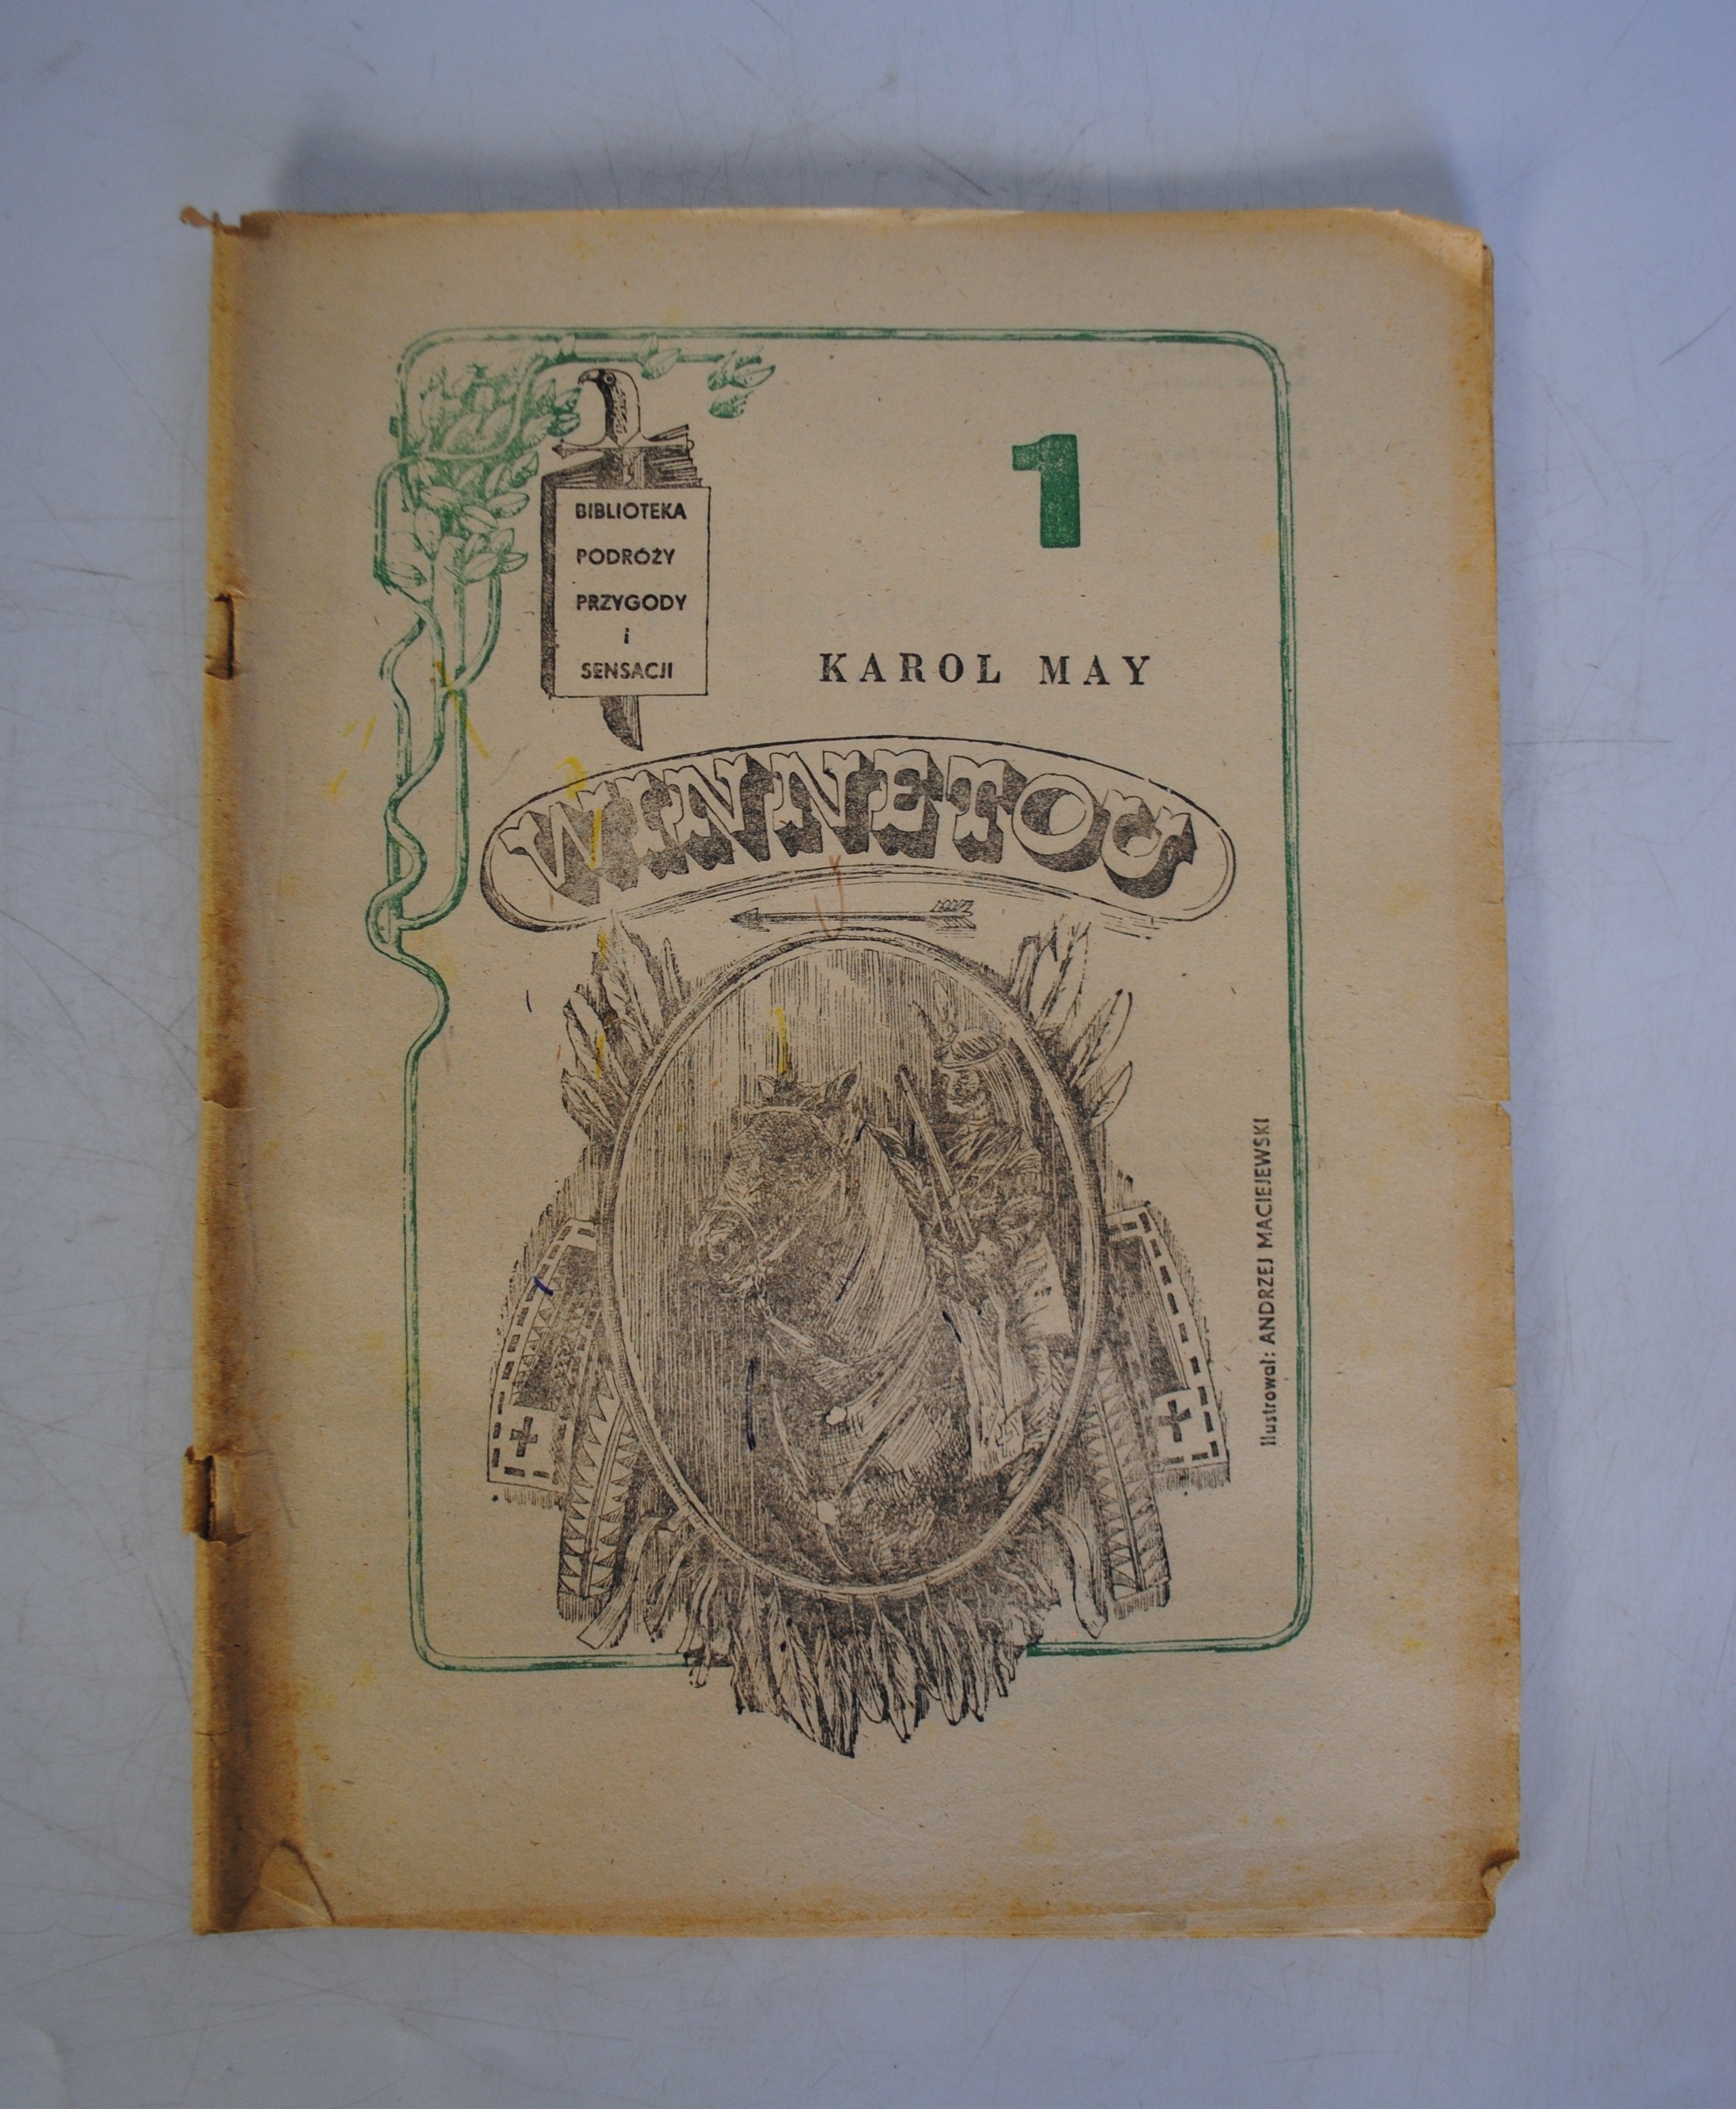 BIBLIOTEKA
PODRÓŻY
PRZYGODY
i
SENSACJI
1
KAROL MAY
WINNETOU
Ilustrował: ANDRZEJ MACIEJEWSKI